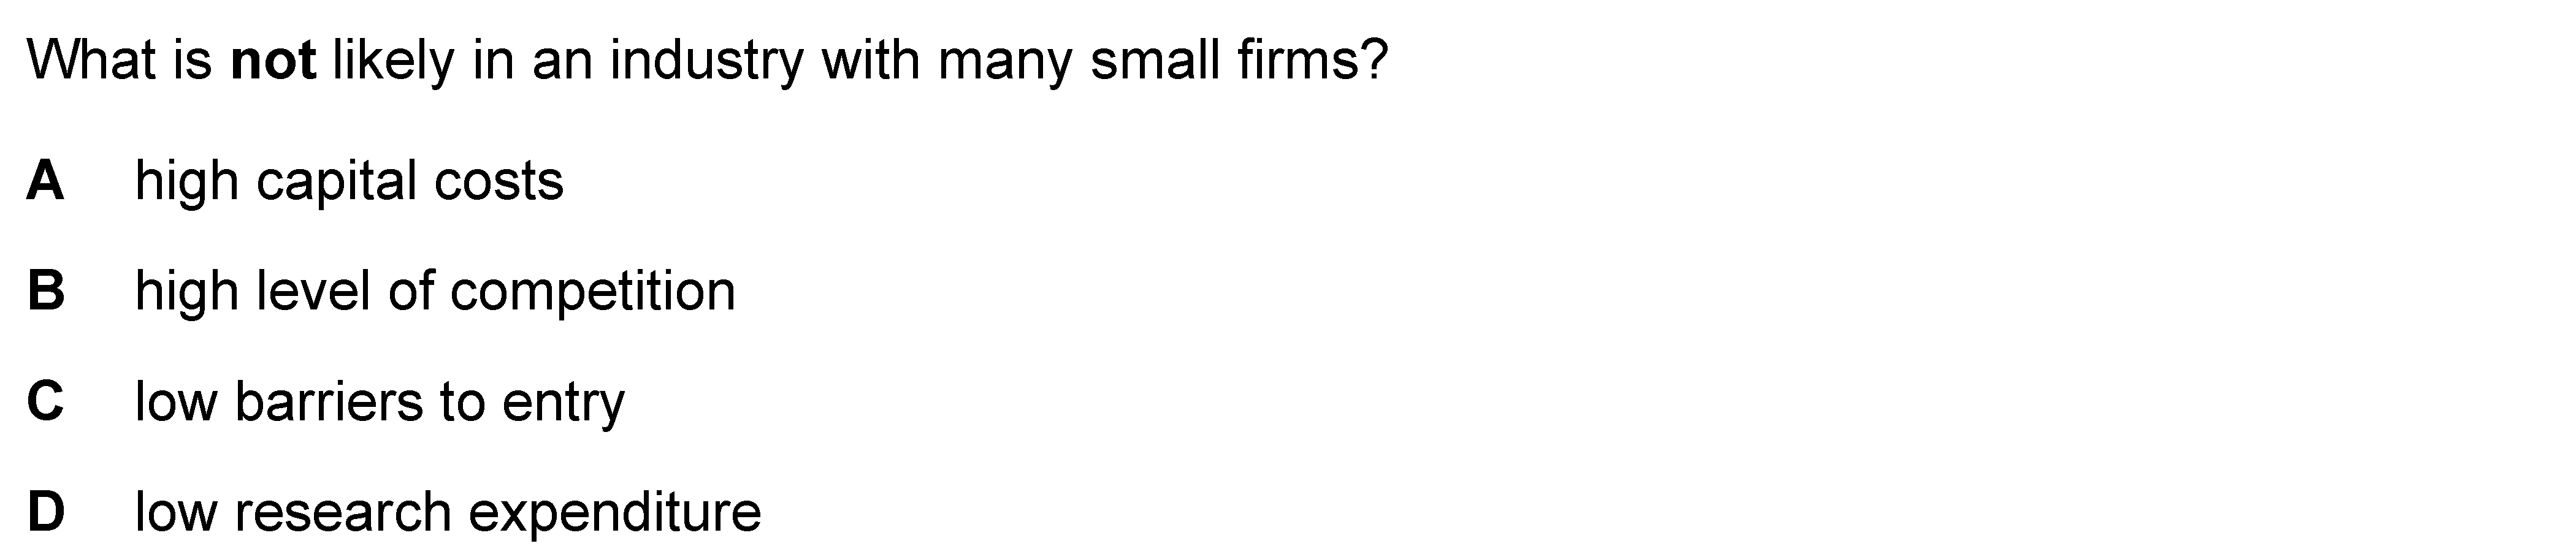 What is not likely in an industry with many small firms?
A high capital costs
B high level of competition
C low barriers to entry
D low research expenditure